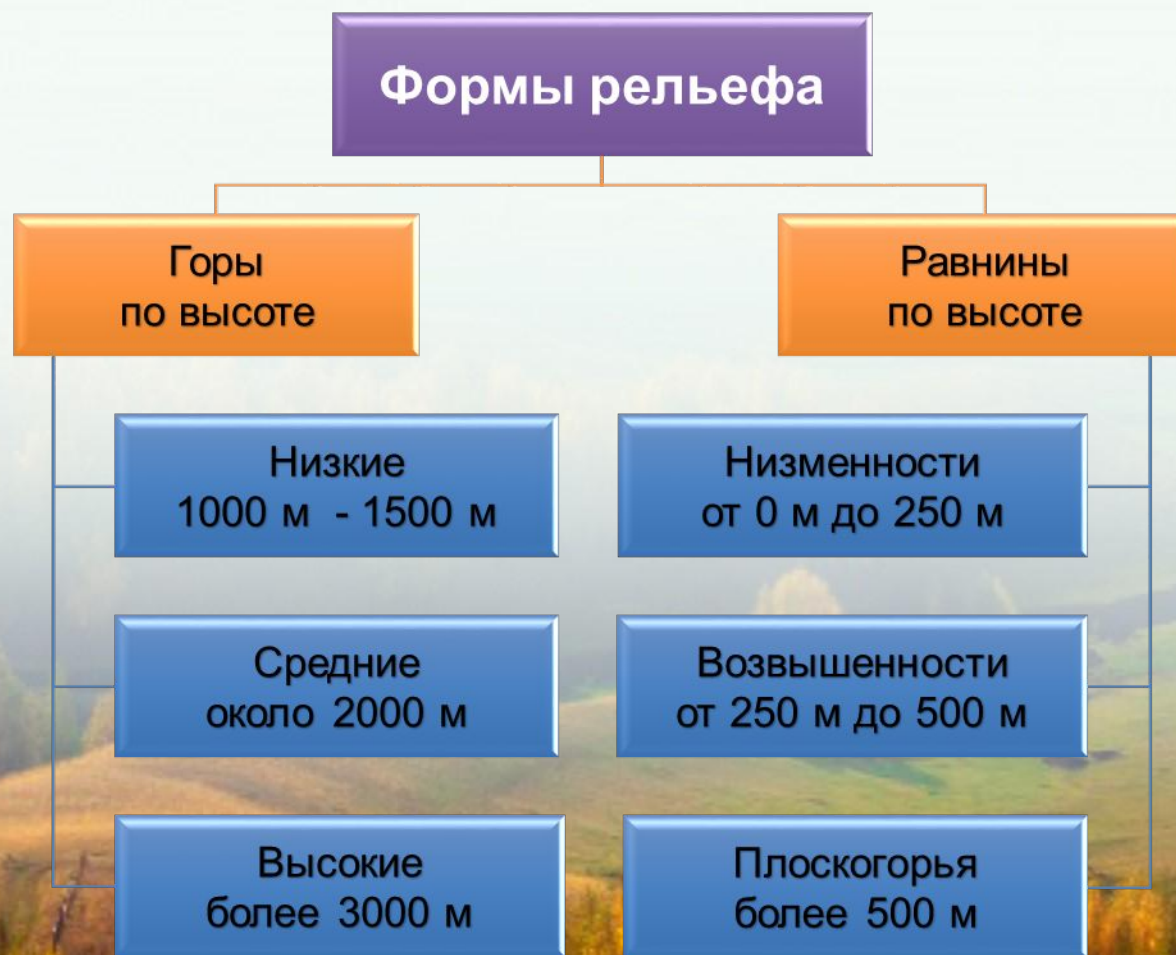 Формы рельефа
Горы
по высоте
Низкие
1000 м - 1500 м
Средние
около 2000 м
Высокие
более 3000 м
Равнины
по высоте
Низменности
от 0 м до 250 м
Возвышенности
от 250 м до 500 м
Плоскогорья
более 500 м